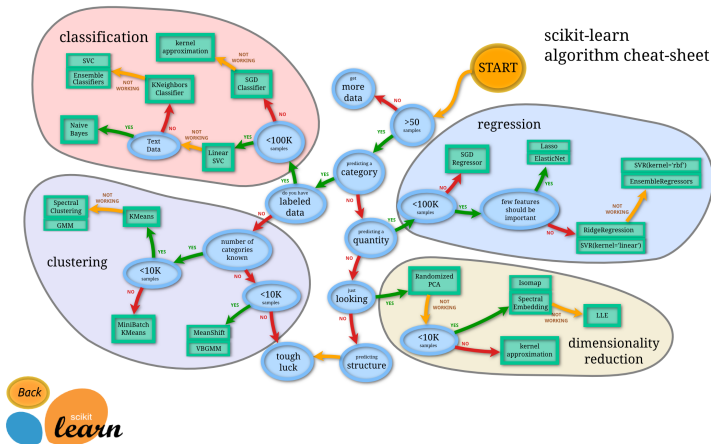 scikit-learn
algorithm cheat-sheet
START
get
more
data
NO
>50
samples
YES
predicting a
category
YES
NO
do you have
labeled
data
YES
NO
predicting a
quantity
YES
NO
just
looking
YES
NO
predicting
structure
tough
luck
classification
kernel
approximation
NOT
WORKING
SVC
Ensemble
Classifiers
NOT
WORKING
KNeighbors
Classifier
SGD
Classifier
NO
NO
Naive
Bayes
YES
Text
Data
NOT
WORKING
Linear
SVC
YES
<100K
samples
regression
SGD
Regressor
NO
<100K
samples
YES
few features
should be
important
YES
NO
Lasso
ElasticNet
SVR(kernel='rbf')
EnsembleRegressors
NOT
WORKING
RidgeRegression
SVR(kernel='linear')
clustering
Spectral
Clustering
GMM
NOT
WORKING
KMeans
YES
<10K
samples
NO
MiniBatch
KMeans
number of
categories
known
YES
NO
<10K
samples
YES
NO
MeanShift
VBGMM
dimensionality
reduction
Randomized
PCA
NOT
WORKING
<10K
samples
YES
NO
Isomap
Spectral
Embedding
NOT
WORKING
LLE
kernel
approximation
Back
scikit
learn